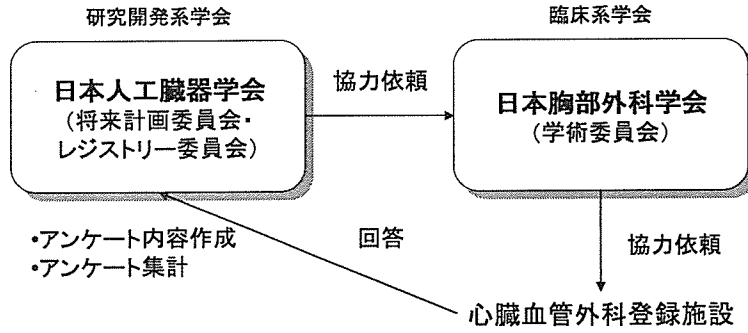 研究開発系学会
臨床系学会
日本人工臓器学会
(将来計画委員会・
レジストリー委員会)
協力依頼
日本胸部外科学会
(学術委員会)
•アンケート内容作成
•アンケート集計
回答
協力依頼
心臓血管外科登録施設